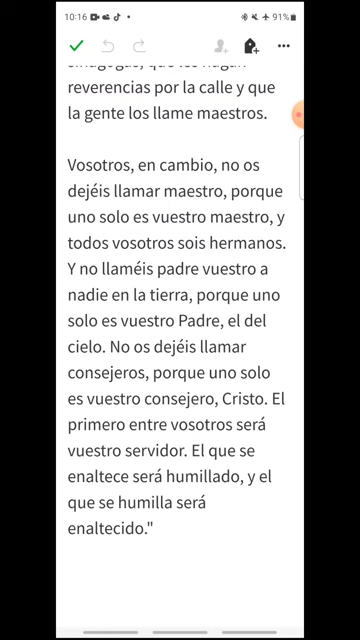 10:16
91%
reverencias por la calle y que
la gente los llame maestros.
Vosotros, en cambio, no os
dejéis llamar maestro, porque
uno solo es vuestro maestro, y
todos vosotros sois hermanos.
Y no llaméis padre vuestro a
nadie en la tierra, porque uno
solo es vuestro Padre, el del
cielo. No os dejéis llamar
consejeros, porque uno solo
es vuestro consejero, Cristo. El
primero entre vosotros será
vuestro servidor. El que se
enaltece será humillado, y el
que se humilla será
enaltecido."